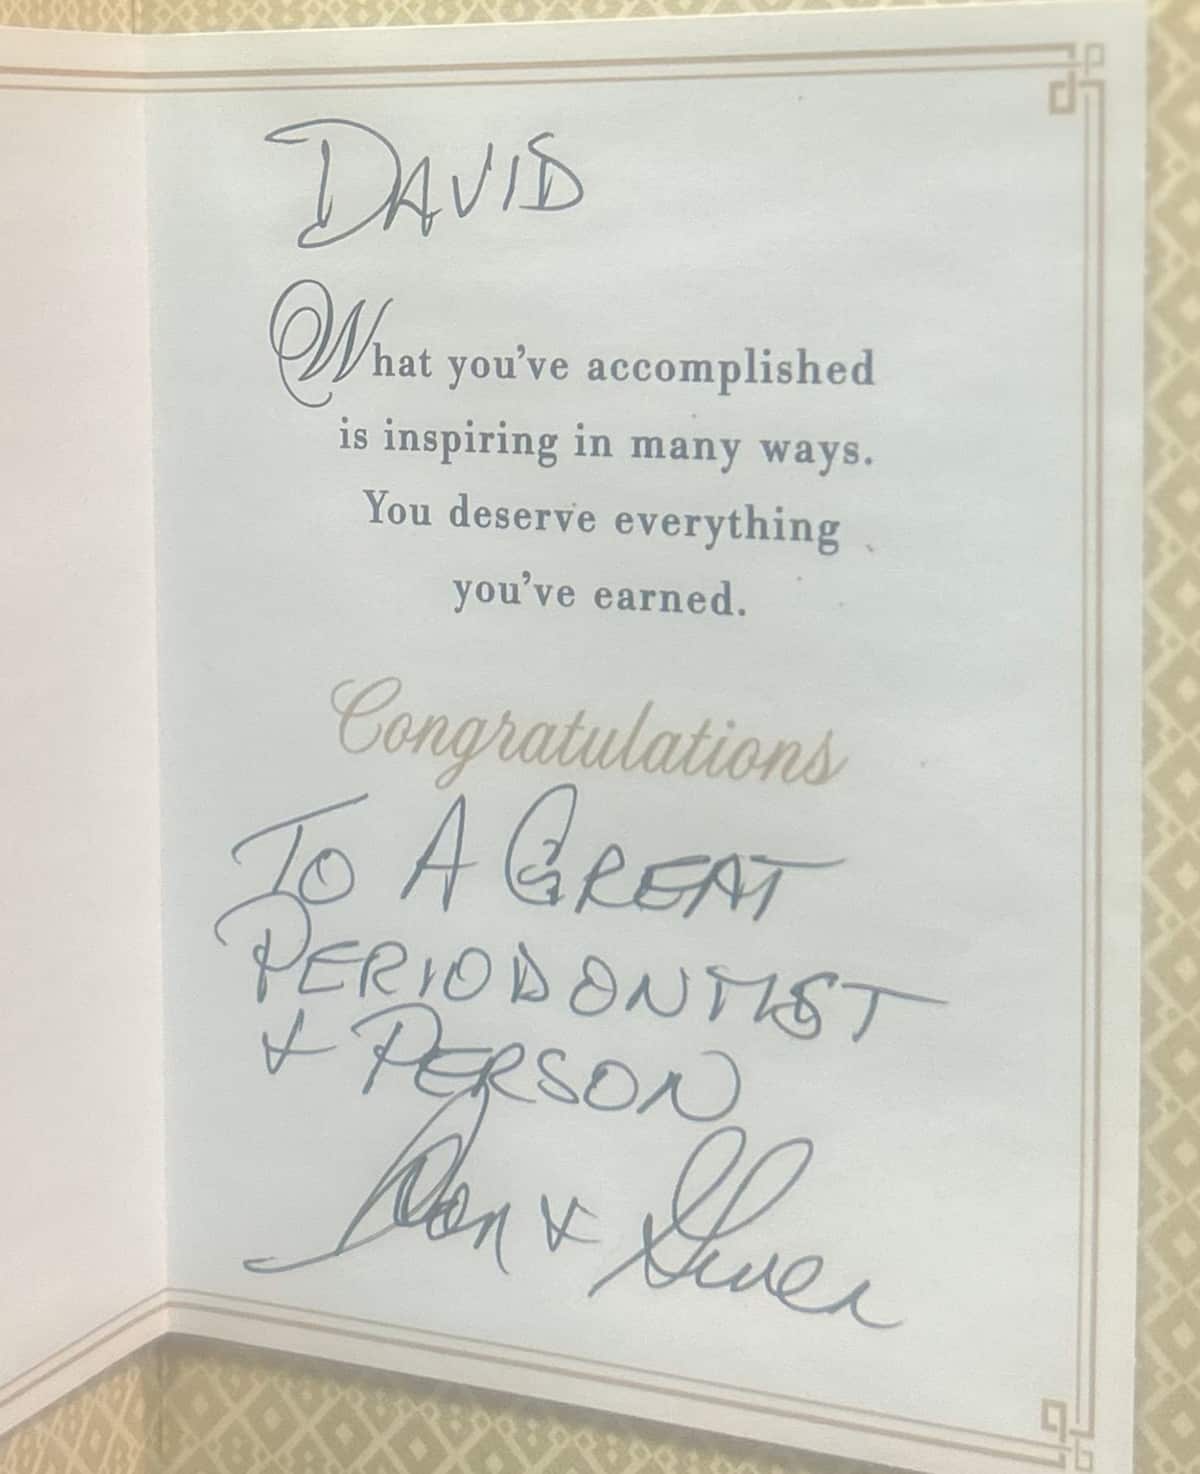 DAVID
What you've accomplished
is inspiring in many ways.
You deserve everything
you've earned.
Congratulations
TO A GREAT
PERIODONTIST
& PERSON
Don &